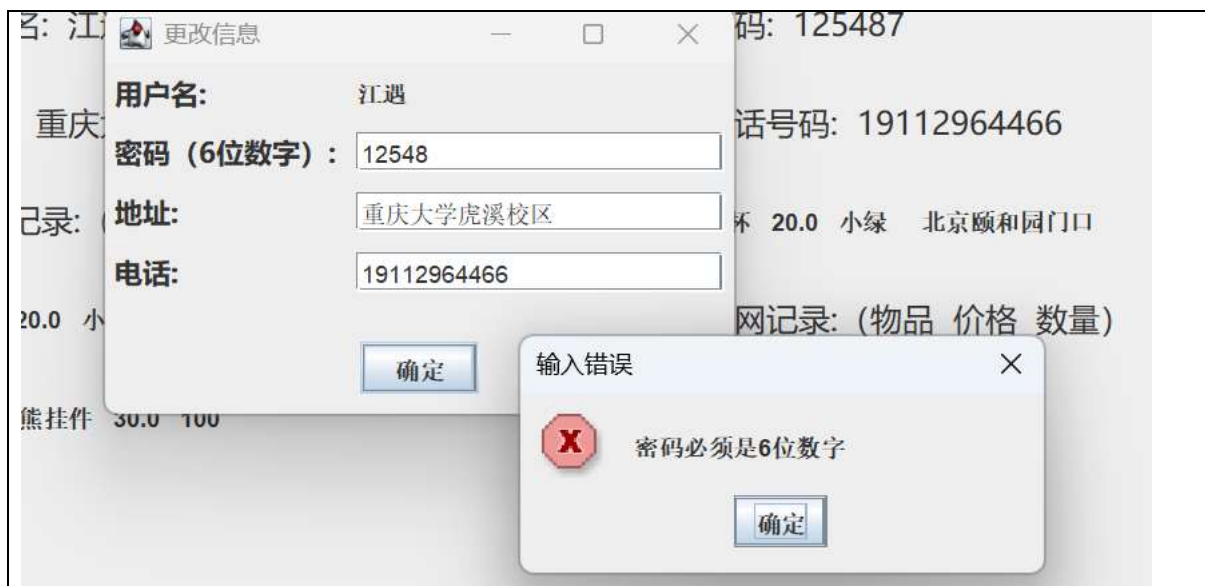 名: 江
更改信息
码: 125487
用户名: 江遇
重庆
话号码: 19112964466
密码（6位数字）: 12548
记录: (
地址: 重庆大学虎溪校区
杯 20.0 小绿 北京颐和园门口
电话: 19112964466
20.0 小
网记录: (物品 价格 数量)
确定
输入错误
熊挂件 30.0 100
密码必须是6位数字
确定